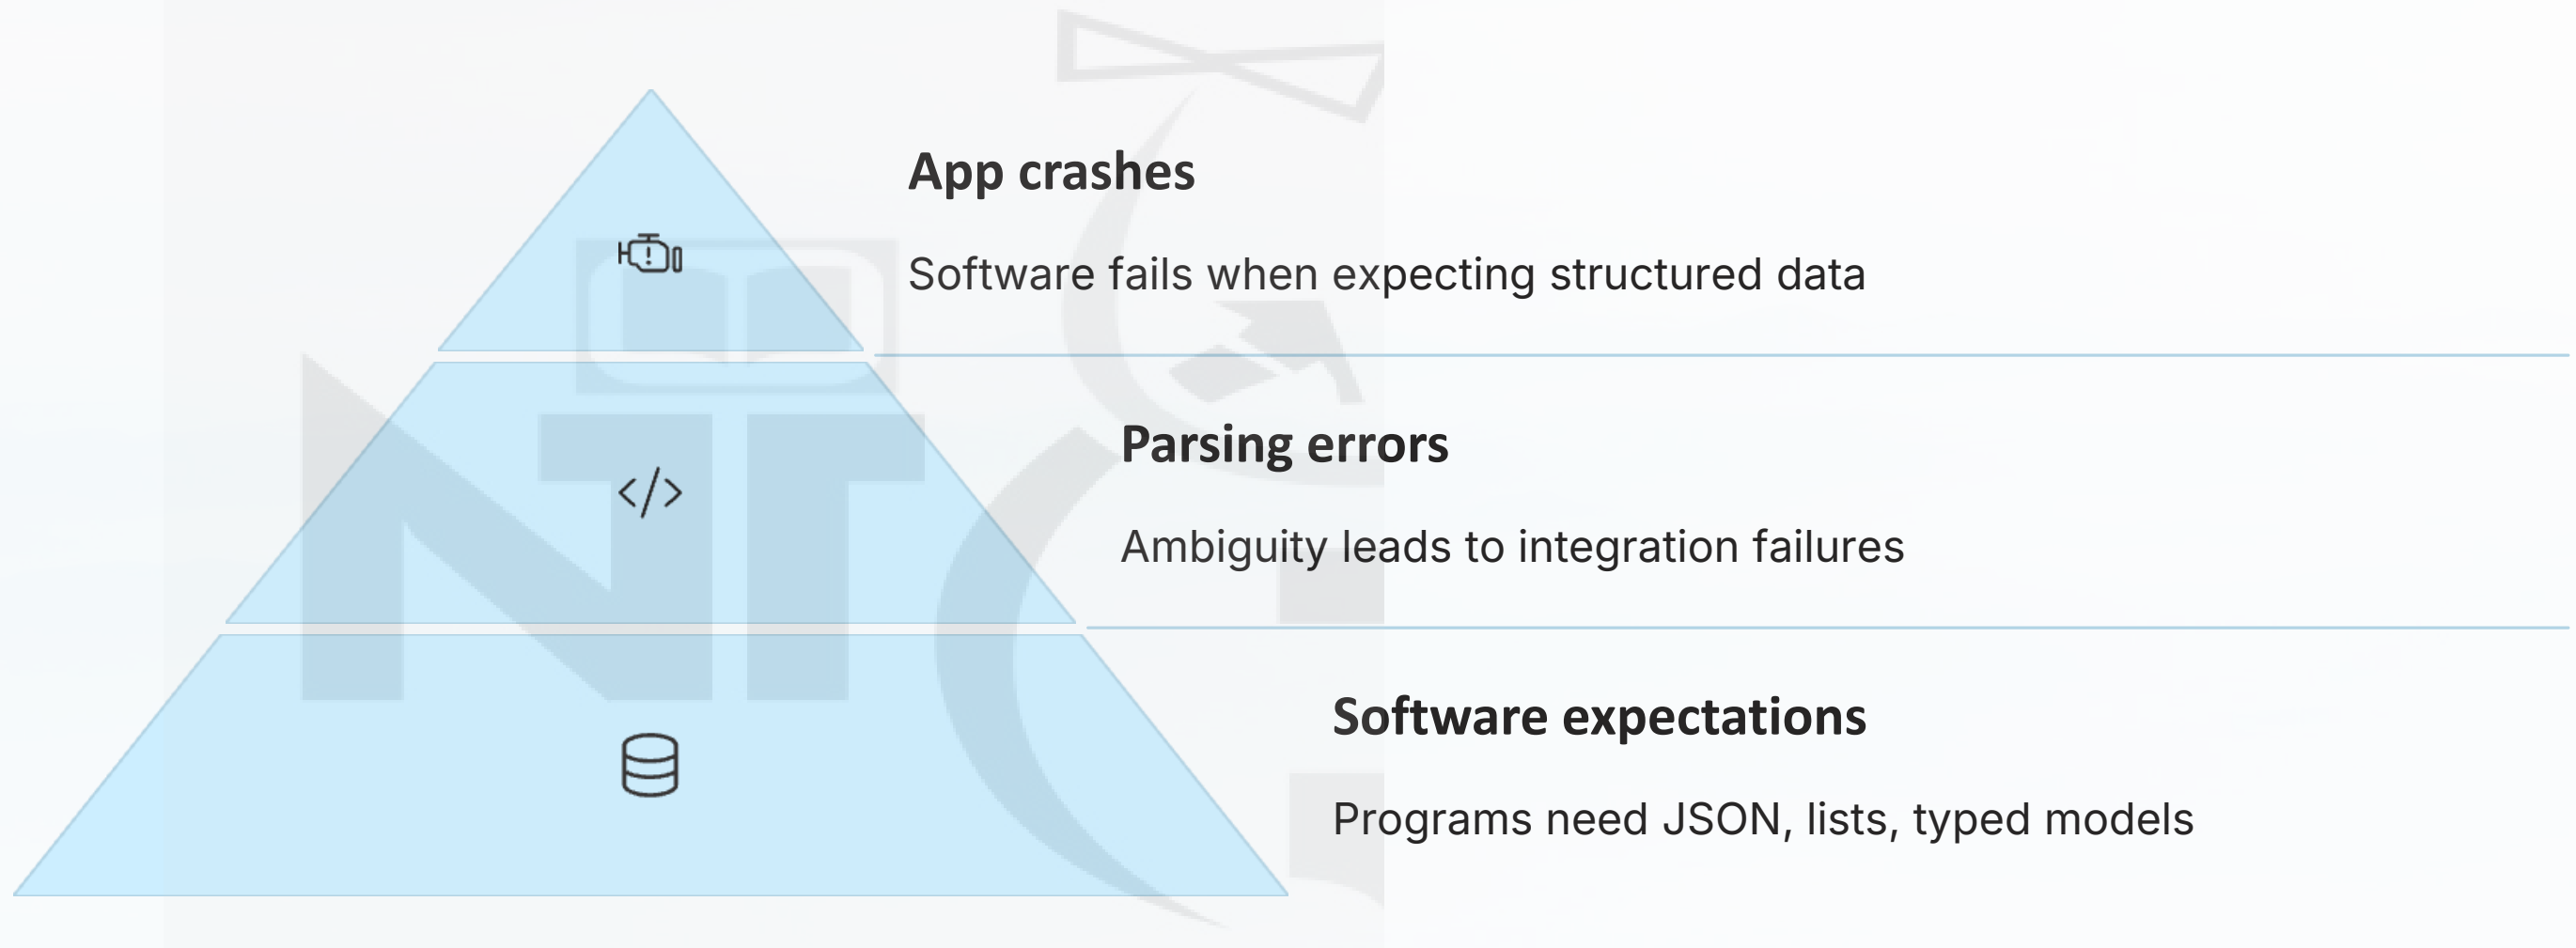 App crashes
Software fails when expecting structured data
Parsing errors
Ambiguity leads to integration failures
</>
Software expectations
Programs need JSON, lists, typed models
NT